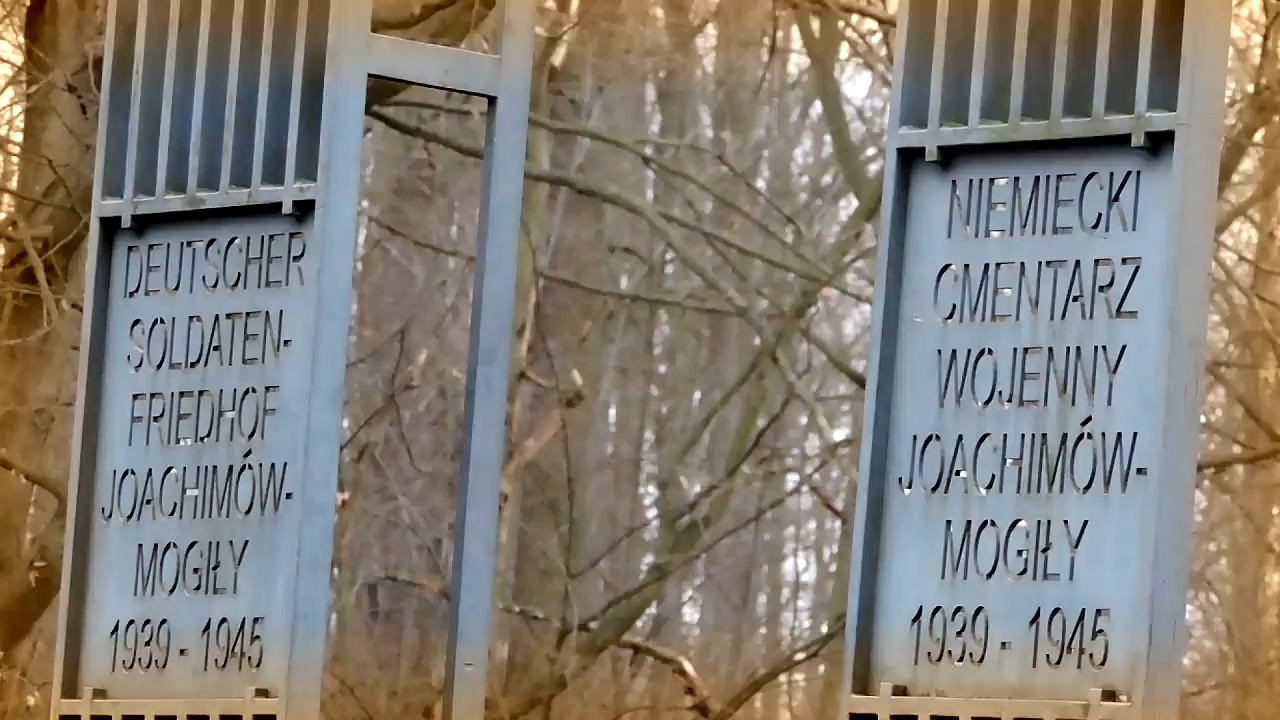 DEUTSCHER
SOLDATEN-
FRIEDHOF
JOACHIMÓW-
MOGIŁY
1939 - 1945
NIEMIECKI
CMENTARZ
WOJENNY
JOACHIMÓW-
MOGIŁY
1939 - 1945